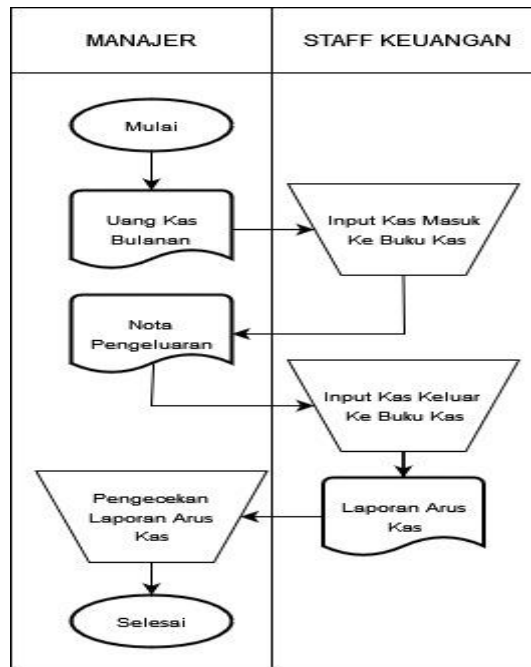 MANAJER
STAFF KEUANGAN
Mulai
Uang Kas
Bulanan
Input Kas Masuk
Ke Buku Kas
Nota
Pengeluaran
Input Kas Keluar
Ke Buku Kas
Laporan Arus
Kas
Pengecekan
Laporan Arus
Kas
Selesai